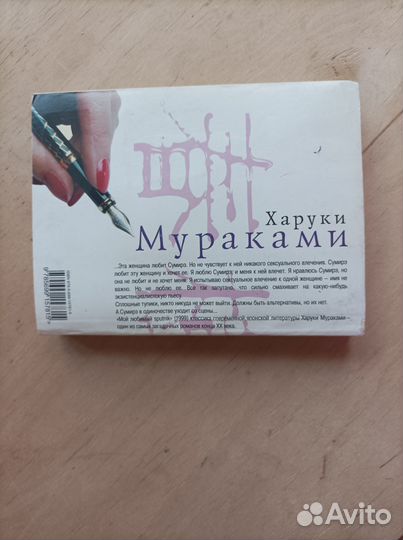 Харуки
Мураками
...Эта женщина любит Сумирэ. Но не чувствует к ней никакого сексуального влечения. Сумирэ
любит эту женщину и хочет ее. Я люблю Сумирэ, и меня к ней влечет. Я нравлюсь Сумирэ, но
она не любит и не хочет меня. Я испытываю сексуальное влечение к одной женщине – имя не
важно. Но не люблю ее. Все так запутано, что сильно смахивает на какую-нибудь
экзистенциалистскую пьесу.
Сплошные тупики, никто никуда не может выйти. Должны быть альтернативы, но их нет.
А Сумирэ в одиночестве уходит со сцены...
«Мой любимый sputnik» (1999) классика современной японской литературы Харуки Мураками –
один из самых загадочных романов конца XX века.
Avito